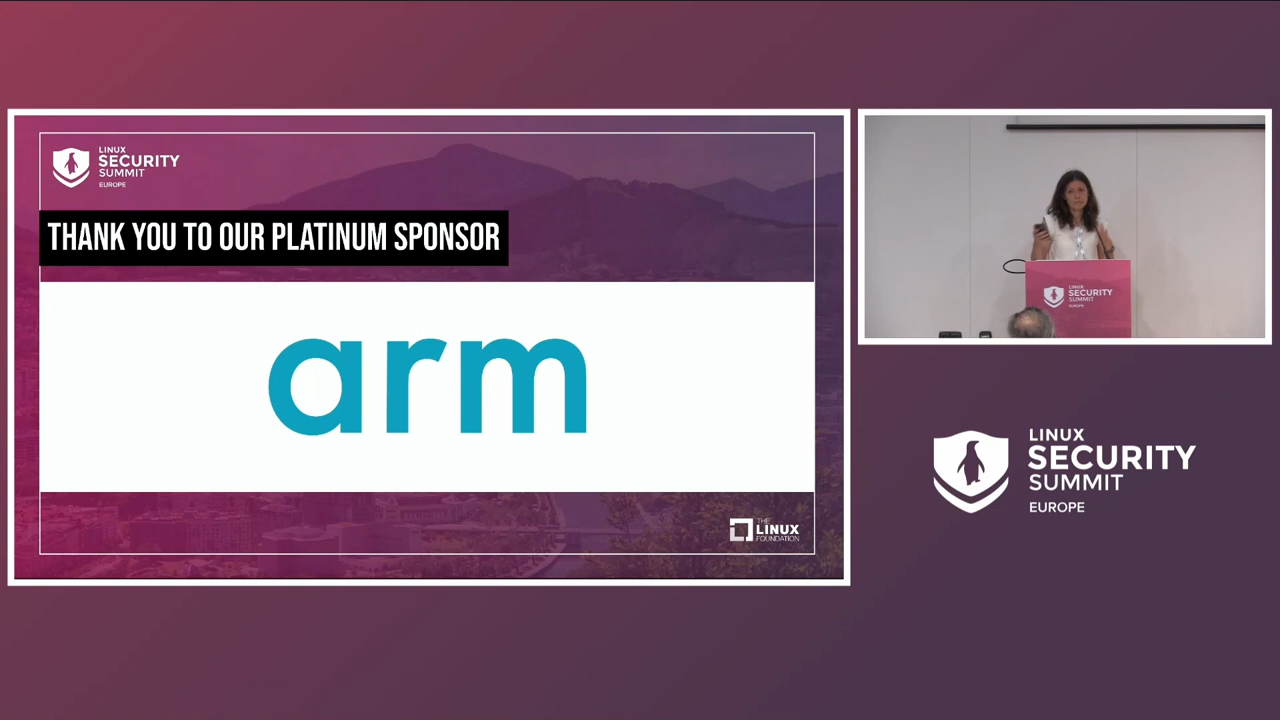 LINUX
SECURITY
SUMMIT
EUROPE
THANK YOU TO OUR PLATINUM SPONSOR
arm
THE
LINUX
FOUNDATION
LINUX
SECURITY
SUMMIT
EUROPE
LINUX
SECURITY
SUMMIT
EUROPE